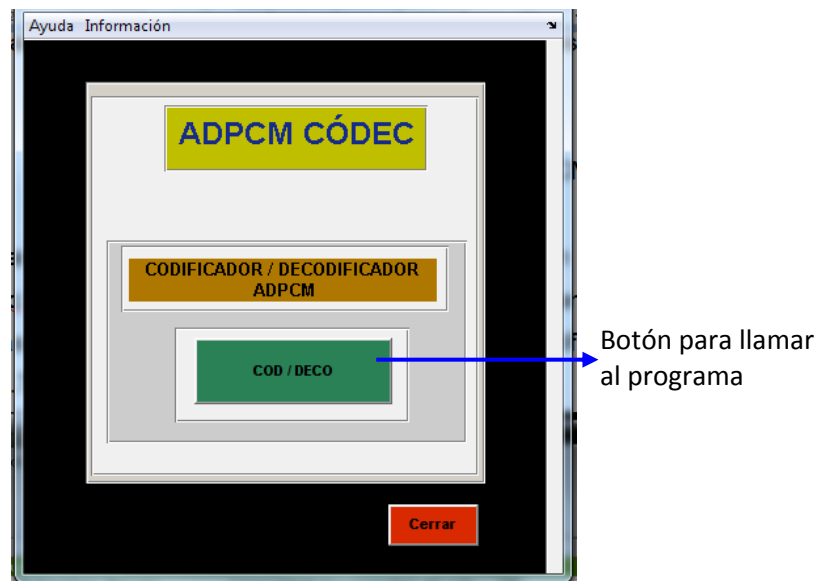 Ayuda Información
ADPCM CÓDEC
CODIFICADOR / DECODIFICADOR
ADPCM
COD / DECO
Botón para llamar
al programa
Cerrar